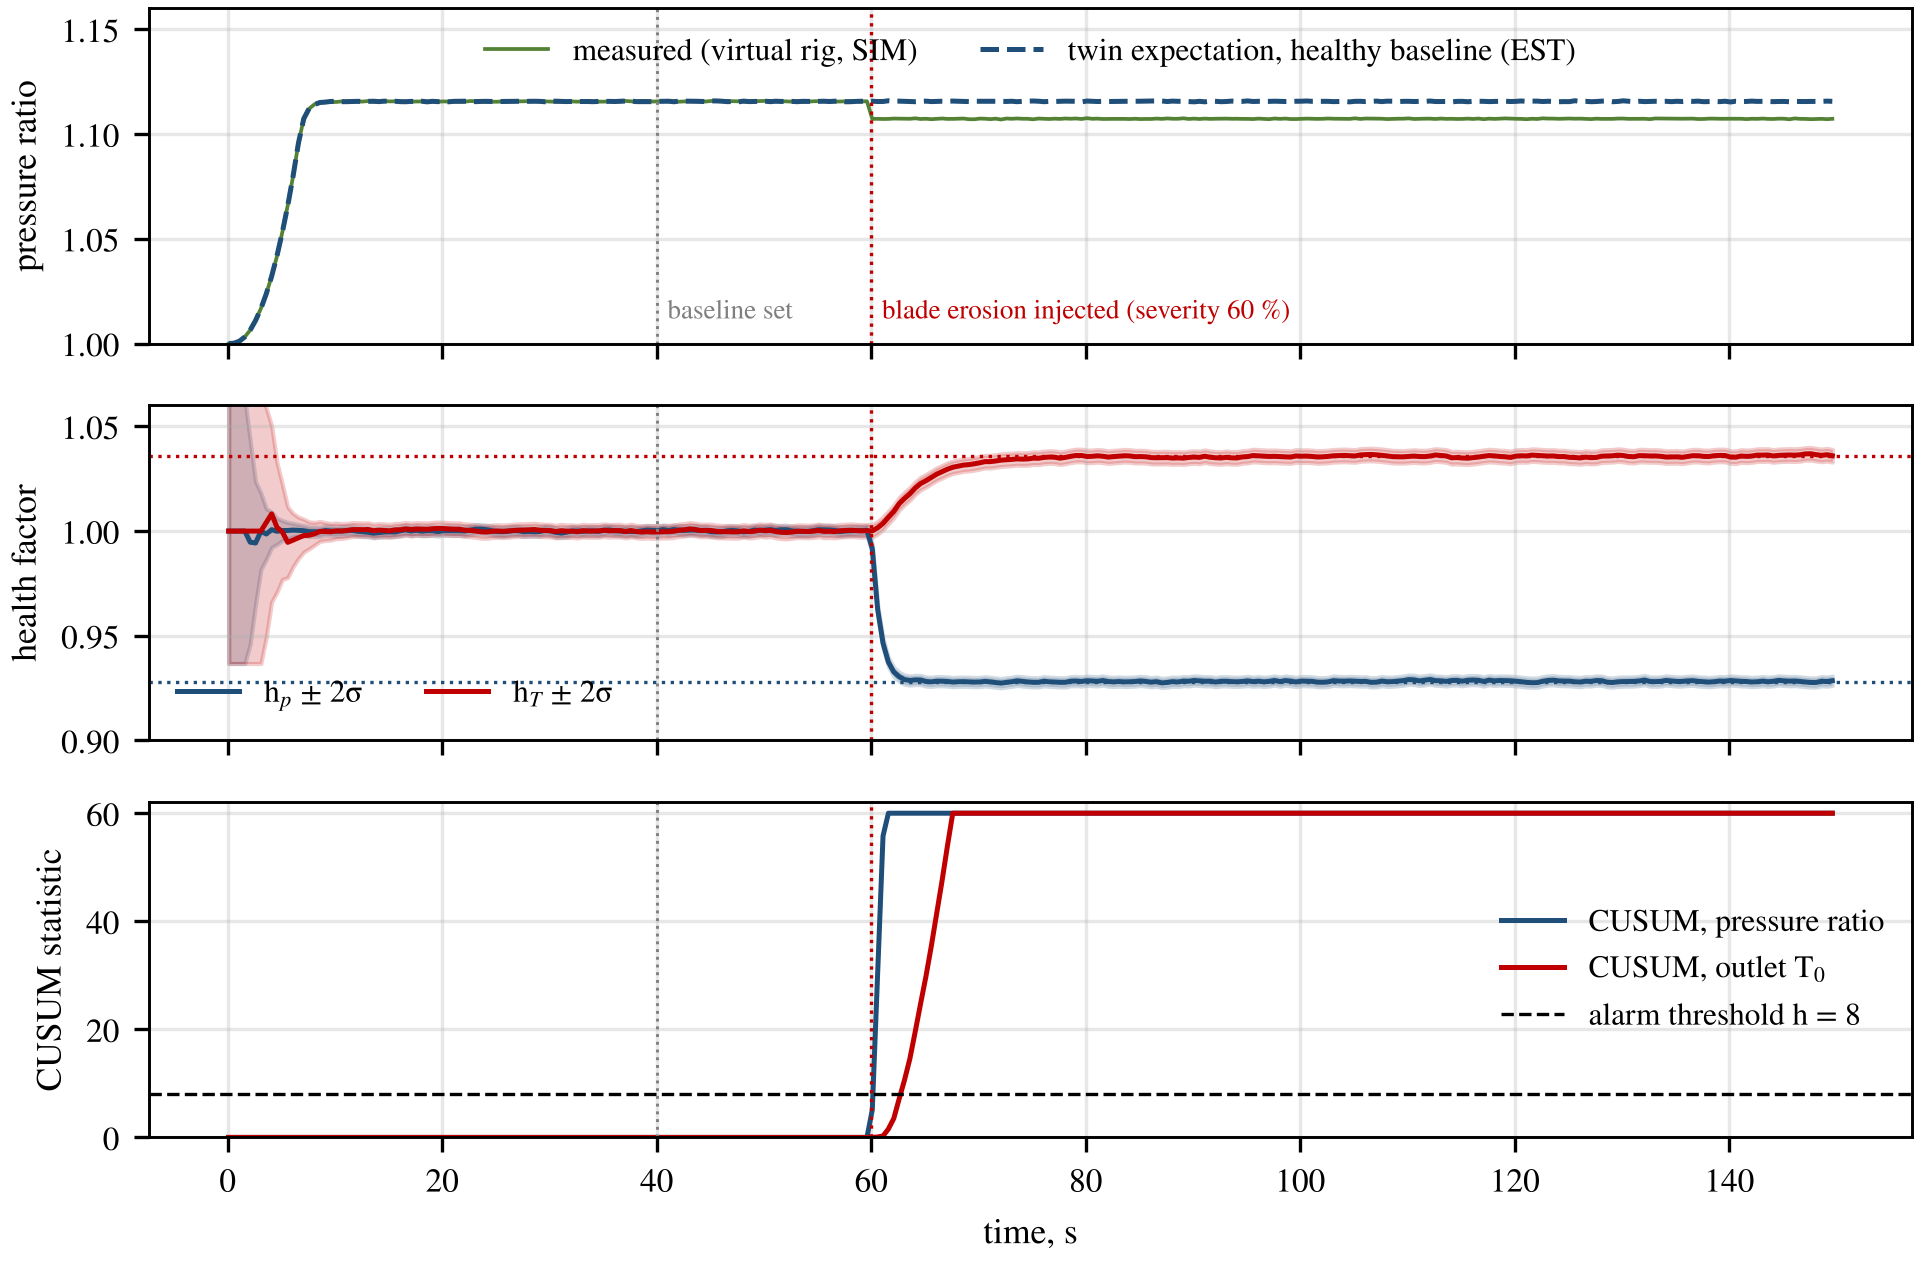 1.15
1.10
1.05
1.00
pressure ratio
measured (virtual rig, SIM)
twin expectation, healthy baseline (EST)
baseline set
blade erosion injected (severity 60 %)
1.05
1.00
0.95
0.90
health factor
hₚ ± 2σ
h_T ± 2σ
60
40
20
0
CUSUM statistic
CUSUM, pressure ratio
CUSUM, outlet T₀
alarm threshold h = 8
0 20 40 60 80 100 120 140
time, s